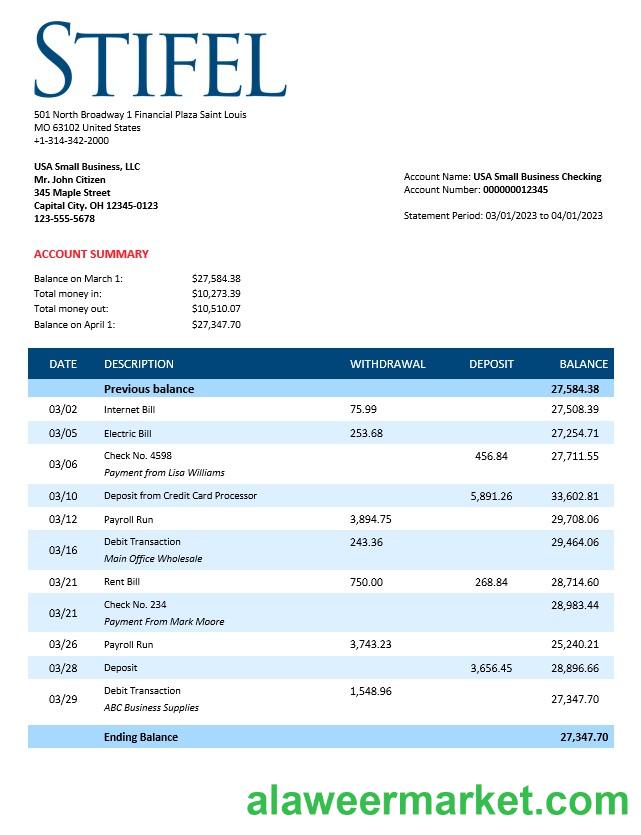 STIFEL
501 North Broadway 1 Financial Plaza Saint Louis
MO 63102 United States
+1-314-342-2000
USA Small Business, LLC
Mr. John Citizen
345 Maple Street
Capital City. OH 12345-0123
123-555-5678
Account Name: USA Small Business Checking
Account Number: 000000012345
Statement Period: 03/01/2023 to 04/01/2023
ACCOUNT SUMMARY
Balance on March 1: $27,584.38
Total money in: $10,273.39
Total money out: $10,510.07
Balance on April 1: $27,347.70
DATE DESCRIPTION WITHDRAWAL DEPOSIT BALANCE
Previous balance 27,584.38
03/02 Internet Bill 75.99 27,508.39
03/05 Electric Bill 253.68 27,254.71
03/06 Check No. 4598 456.84 27,711.55
Payment from Lisa Williams
03/10 Deposit from Credit Card Processor 5,891.26 33,602.81
03/12 Payroll Run 3,894.75 29,708.06
03/16 Debit Transaction 243.36 29,464.06
Main Office Wholesale
03/21 Rent Bill 750.00 268.84 28,714.60
03/21 Check No. 234 28,983.44
Payment From Mark Moore
03/26 Payroll Run 3,743.23 25,240.21
03/28 Deposit 3,656.45 28,896.66
03/29 Debit Transaction 1,548.96 27,347.70
ABC Business Supplies
Ending Balance 27,347.70
alaweermarket.com